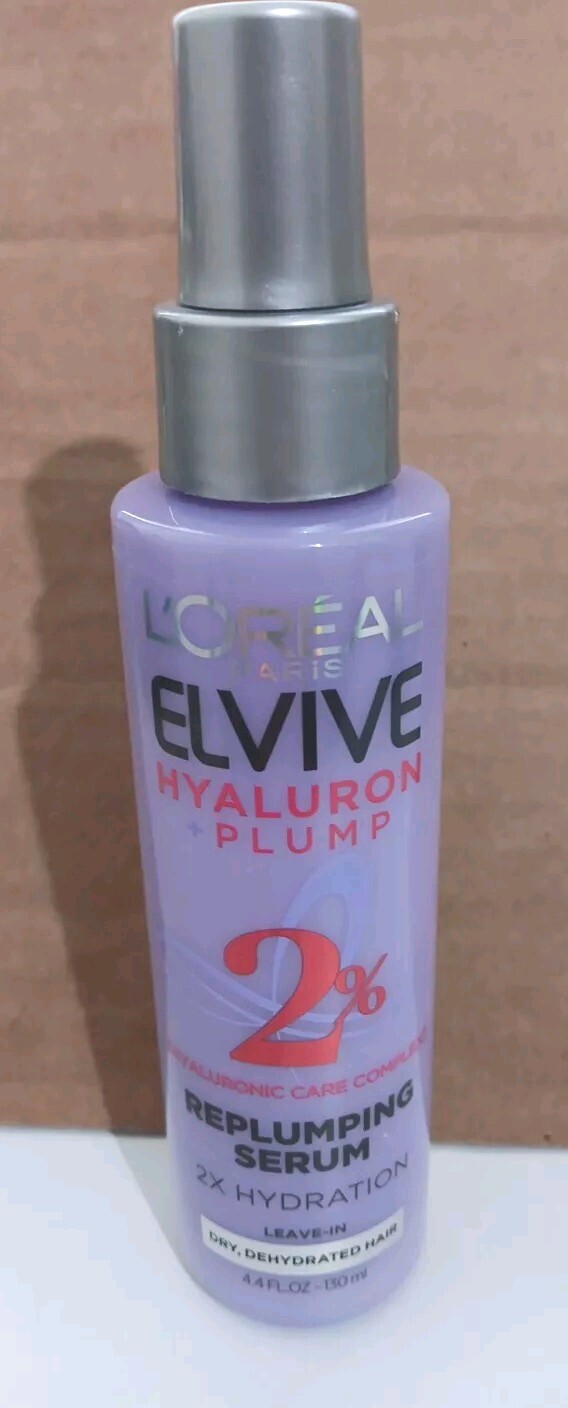 L'ORÉAL
PARIS
ELVIVE
HYALURON
+ PLUMP
2%
HYALURONIC CARE COMPLEX
REPLUMPING
SERUM
2X HYDRATION
LEAVE-IN
DRY, DEHYDRATED HAIR
4.4 FL.OZ - 130 ml